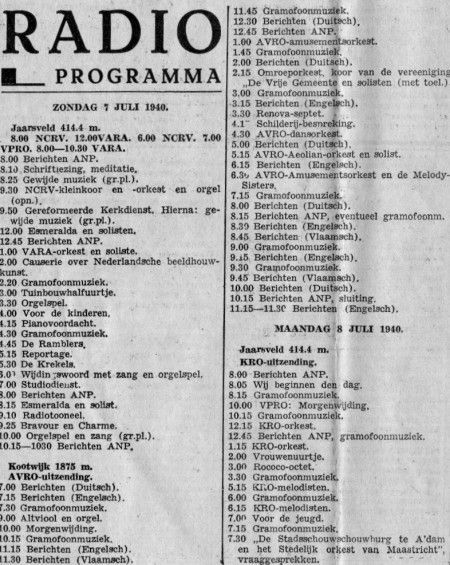 RADIO
PROGRAMMA
ZONDAG 7 JULI 1940.
Jaarsveld 414.4 m.
8.00 NCRV. 12.00 VARA. 6.00 NCRV. 7.00
VPRO. 8.00—10.30 VARA.
8.00 Berichten ANP.
8.10 Schriftlezing, meditatie.
8.25 Gewijde muziek (gr.pl.).
9.30 NCRV-kleinkoor en -orkest en orgel
(opn.).
9.50 Gereformeerde Kerkdienst. Hierna: ge-
wijde muziek (gr.pl.).
12.00 Esmeralda en solisten,
12.45 Berichten ANP.
1.00 VARA-orkest en soliste.
2.00 Causerie over Nederlandsche beeldhouw-
kunst.
2.20 Gramofoonmuziek.
3.00 Tuinbouwhalfuurtje.
3.30 Orgelspel.
4.00 Voor de kinderen.
4.15 Pianovoordacht.
4.30 Gramofoonmuziek.
4.45 De Ramblers.
5.15 Reportage.
5.30 De Krekels.
6.00 Wijdingswoord met zang en orgelspel.
7.00 Studiodienst.
8.00 Berichten ANP.
8.15 Esmeralda en solist.
9.10 Radiotooneel.
9.25 Bravour en Charme.
10.00 Orgelspel en zang (gr.pl.).
10.15—1030 Berichten ANP,
Kootwijk 1875 m.
AVRO-uitzending.
7.00 Berichten (Duitsch).
7.15 Berichten (Engelsch).
7.30 Gramofoonmuziek.
9.00 Altviool en orgel.
10.00 Morgenwijding.
10.15 Gramofoonmuziek.
11.15 Berichten (Engelsch).
11.30 Berichten (Vlaamsch).
11.45 Gramofoonmuziek.
12.30 Berichten (Duitsch).
12.45 Berichten ANP.
1.00 AVRO-amusementsorkest.
1.45 Gramofoonmuziek.
2.00 Berichten (Duitsch).
2.15 Omroeporkest, koor van de vereeniging
„De Vrije Gemeente en solisten (met toel.)
3.00 Gramofoonmuziek.
3.15 Berichten (Engelsch).
3.30 Renova-septet.
Schilderij-bespreking.
4.30 AVRO-dansorkest.
5.00 Berichten (Duitsch).
5.15 AVRO-Aeolian-orkest en solist.
6.15 Berichten (Engelsch).
6.30 AVRO-Amusementsorkest en de Melody-
Sisters,
7.15 Gramofoonmuziek.
8.00 Berichten (Duitsch).
8.15 Berichten ANP, eventueel gramofoonm.
8.30 Berichten (Engelsch).
8.45 Berichten (Vlaamsch).
9.00 Gramofoonmuziek.
9.15 Berichten (Engelsch).
9.30 Gramofoonmuziek.
9.45 Berichten (Vlaamsch).
10.00 Berichten (Duitsch).
10.15 Berichten ANP, sluiting.
11.15—11.30 Berichten (Engelsch).
MAANDAG 8 JULI 1940.
Jaarsveld 414.4 m.
KRO-uitzending.
8.00 Berichten ANP.
8.05 Wij beginnen den dag.
8.15 Gramofoonmuziek.
10.00 VPRO: Morgenwijding,
10.15 Gramofoonmuziek.
12.15 KRO-orkest.
12.45 Berichten ANP, gramofoonmuziek.
1.15 KRO-orkest.
2.00 Vrouwenuurtje.
3.00 Rococo-octet.
3.30 Gramofoonmuziek.
5.15 KRO-melodisten.
6.00 Gramofoonmuziek.
6.15 KRO-melodisten.
7.00 Voor de jeugd.
7.15 Gramofoonmuziek.
7.30 „De Stadsschouwschouwburg te A'dam
en het Stedelijk orkest van Maastricht",
vraaggesprekken.